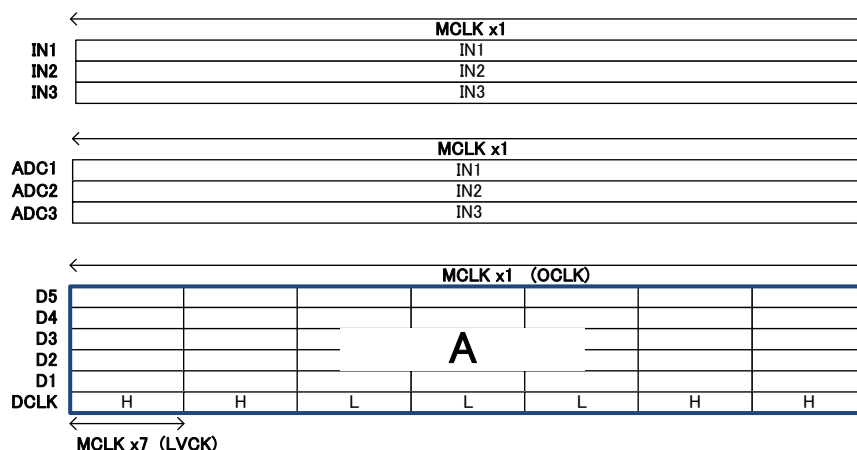 MCLK x1
IN1 IN1
IN2 IN2
IN3 IN3
MCLK x1
ADC1 IN1
ADC2 IN2
ADC3 IN3
MCLK x1 (OCLK)
D5
D4
D3
A
D2
D1
DCLK H H L L L H H
MCLK x7 (LVCK)